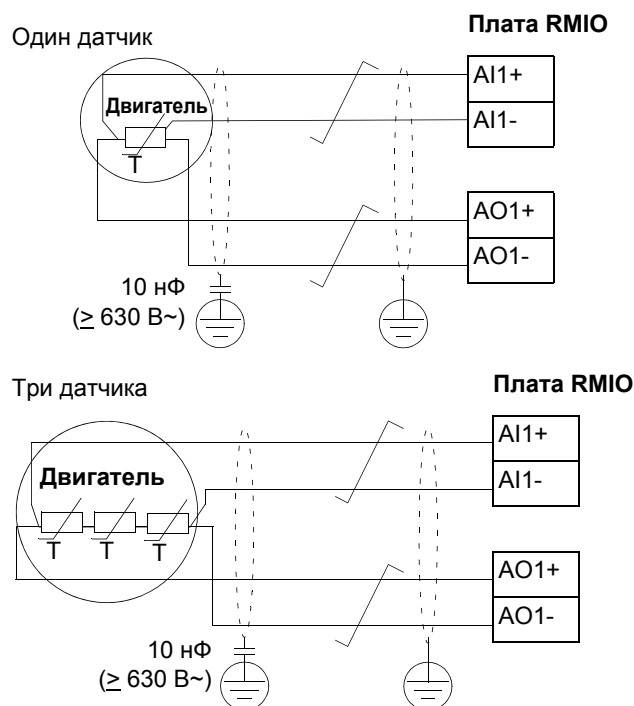 Один датчик
Плата RMIO
AI1+
Двигатель
AI1-
T
AO1+
AO1-
10 нФ
(≥ 630 В~)
Три датчика
Плата RMIO
AI1+
Двигатель
AI1-
T T T
AO1+
AO1-
10 нФ
(≥ 630 В~)